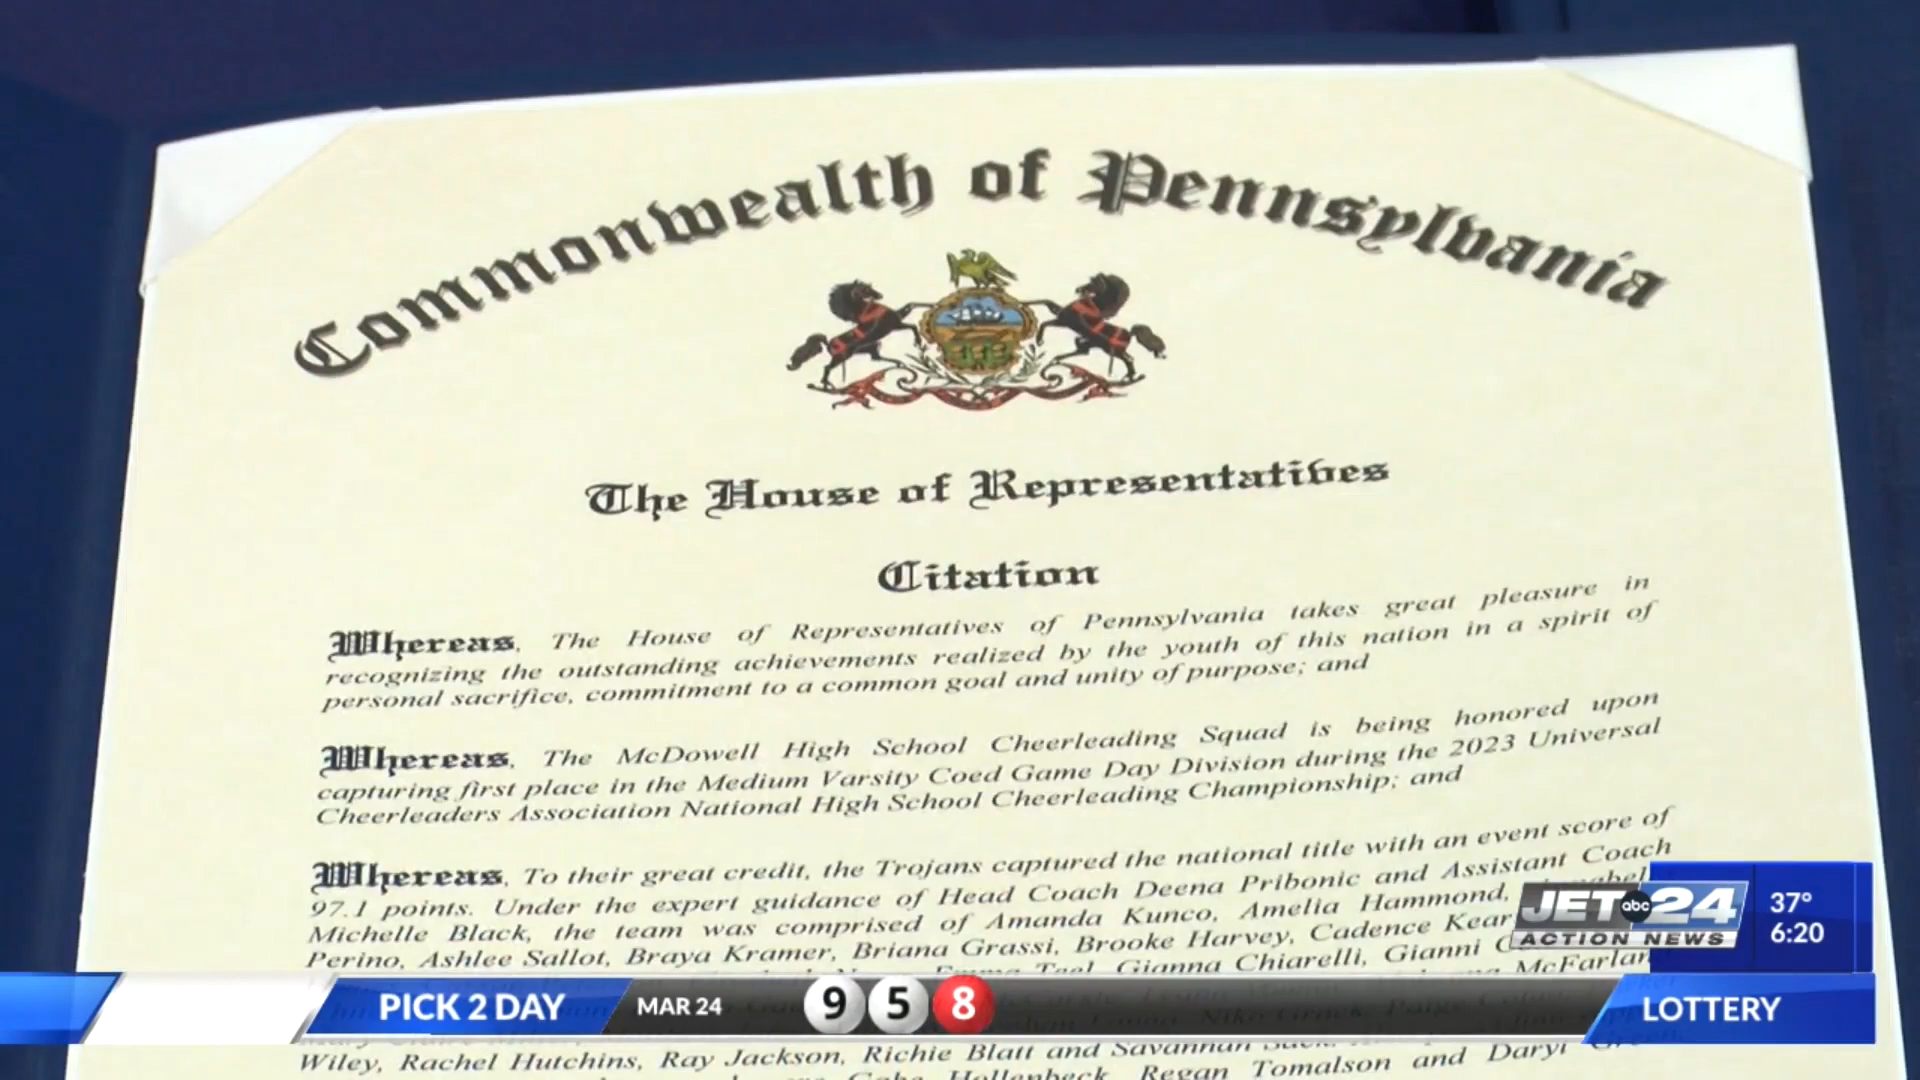 Commonwealth of Pennsylvania
The House of Representatives
Citation
Whereas, The House of Representatives of Pennsylvania takes great pleasure in
recognizing the outstanding achievements realized by the youth of this nation in a spirit of
personal sacrifice, commitment to a common goal and unity of purpose; and
Whereas, The McDowell High School Cheerleading Squad is being honored upon
capturing first place in the Medium Varsity Coed Game Day Division during the 2023 Universal
Cheerleaders Association National High School Cheerleading Championship; and
Whereas, To their great credit, the Trojans captured the national title with an event score of
97.1 points. Under the expert guidance of Head Coach Deena Pribonic and Assistant Coach
Michelle Black, the team was comprised of Amanda Kunco, Amelia Hammond,
Perino, Ashlee Sallot, Braya Kramer, Briana Grassi, Brooke Harvey, Cadence
Emma Teel, Gianna Chiarelli, Gianni
JET abc 24
ACTION NEWS
37°
6:20
PICK 2 DAY MAR 24 9 5 8 LOTTERY
Wiley, Rachel Hutchins, Ray Jackson, Richie Blatt and Savannah
Gabe Hollenbeck, Regan Tomalson and Daryl